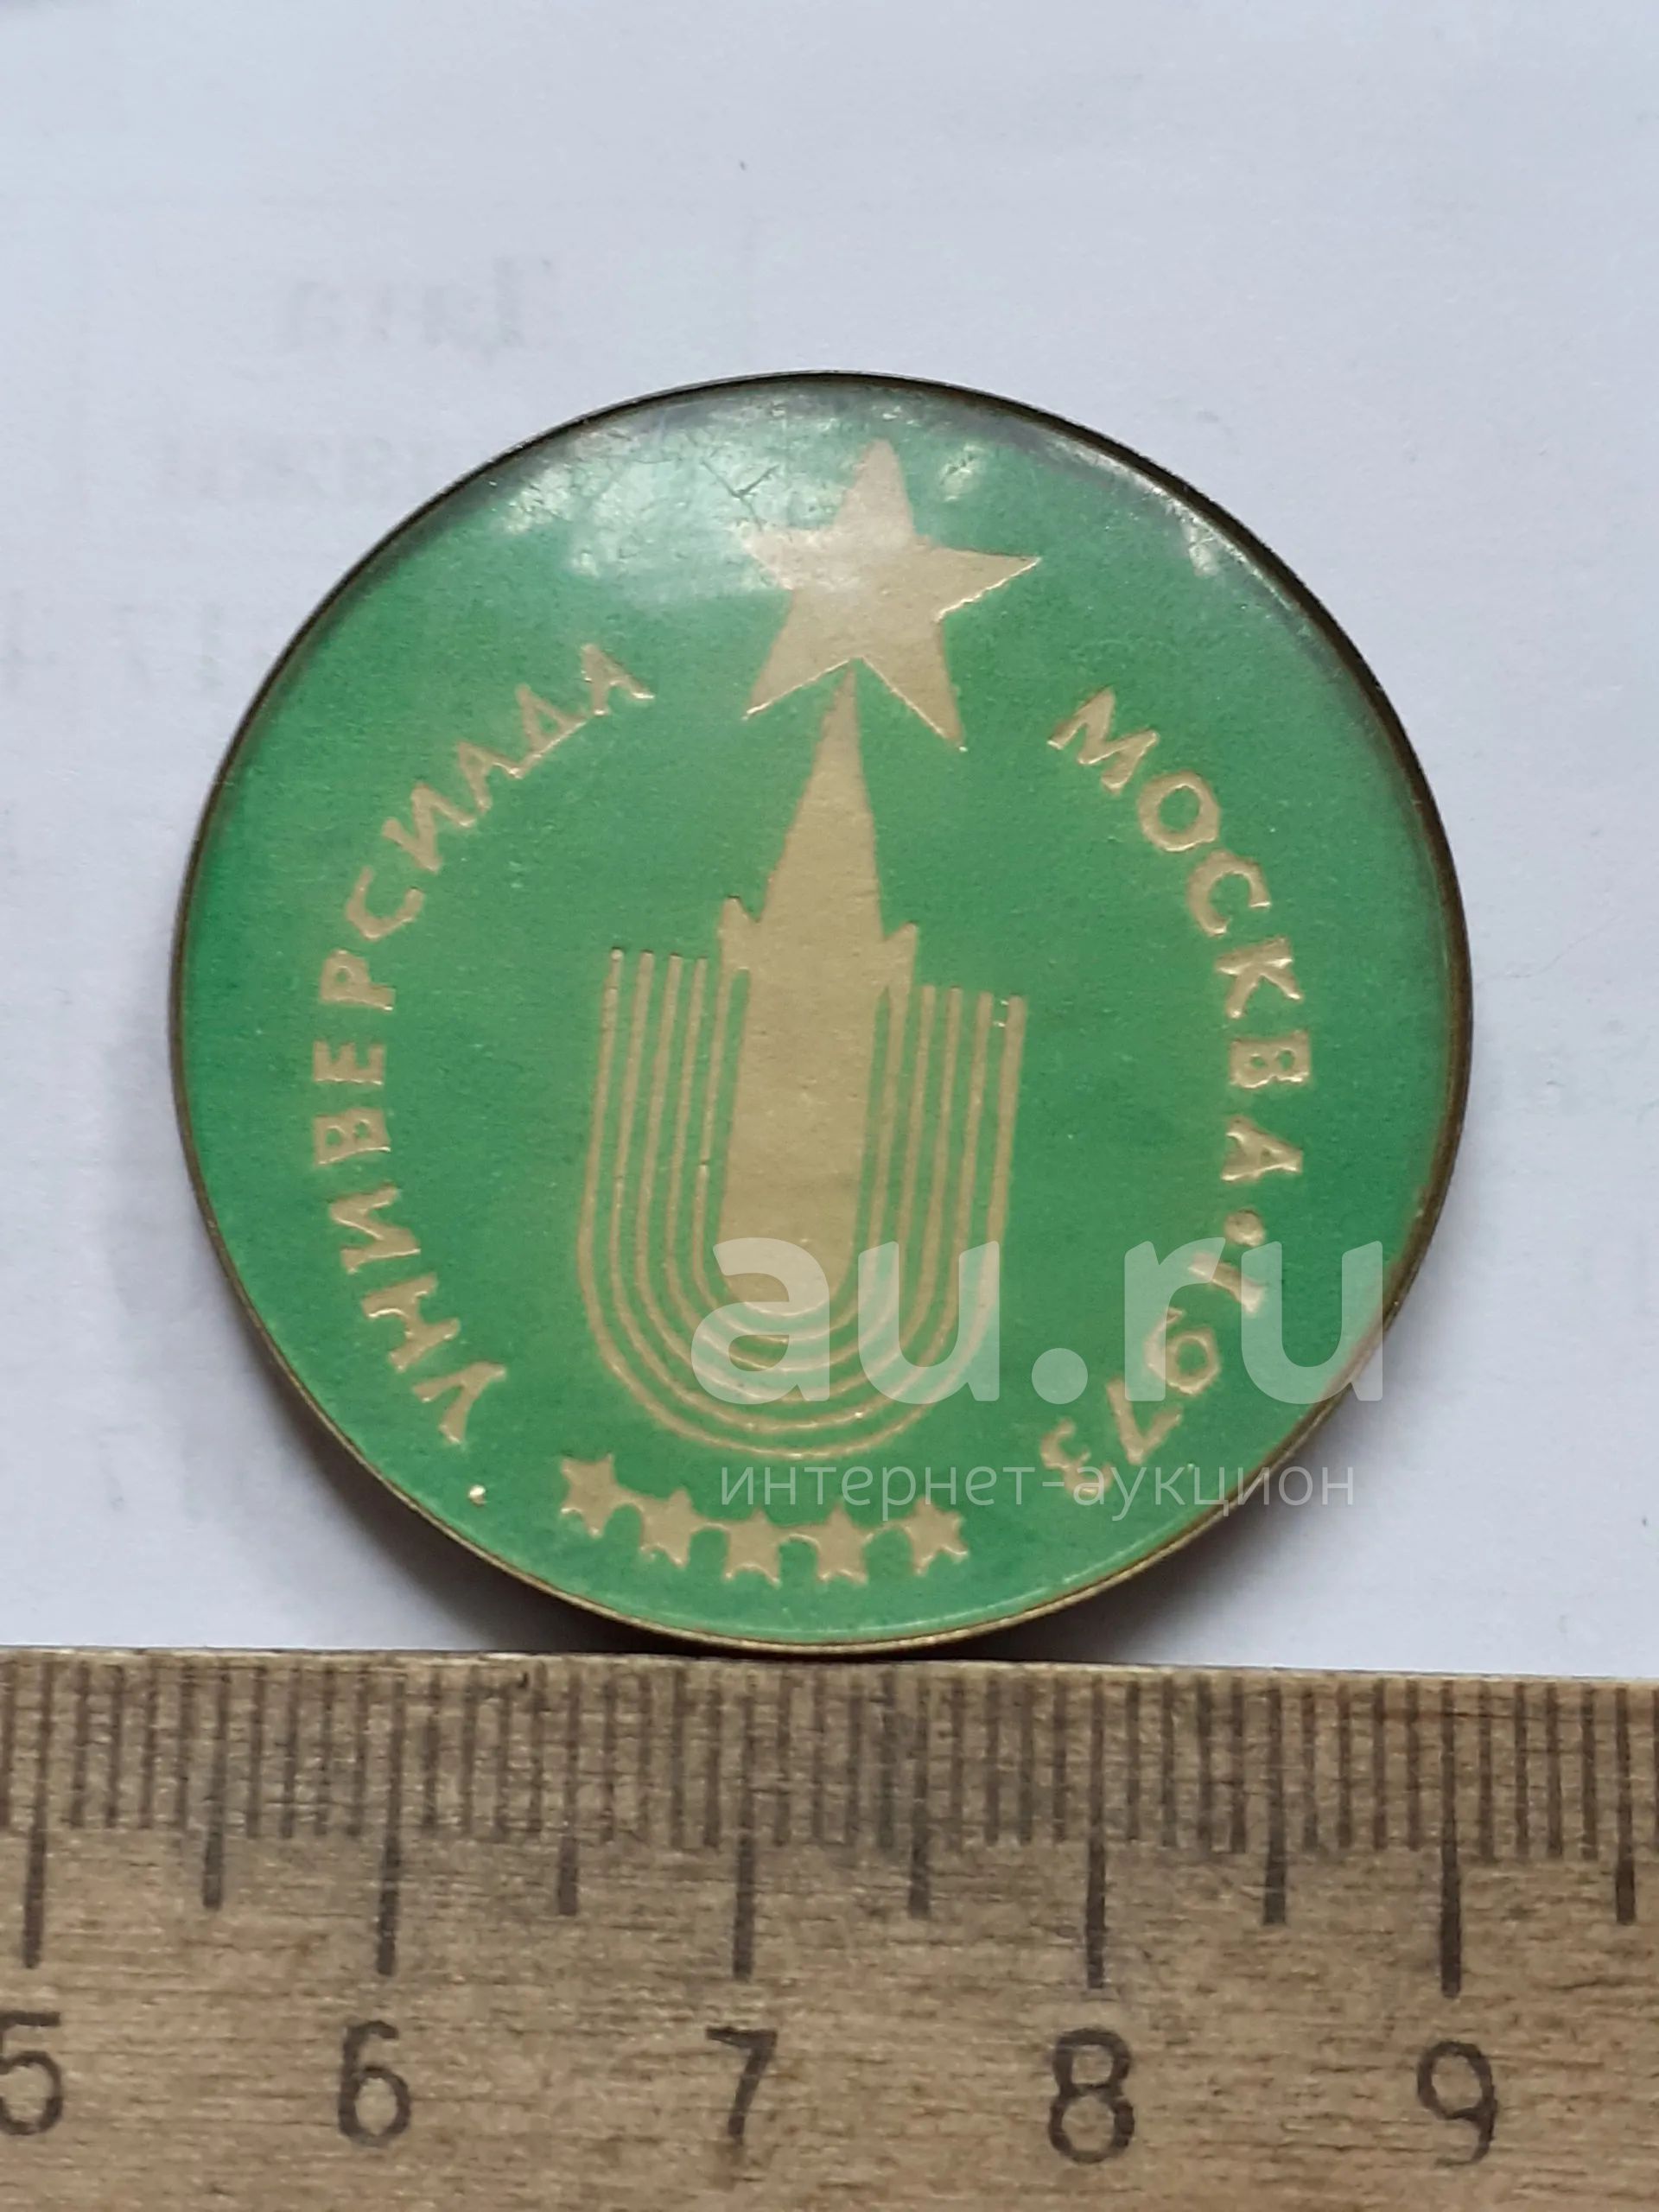 УНИВЕРСИАДА
МОСКВА•1973
au.ru
интернет-аукцион
5 6 7 8 9